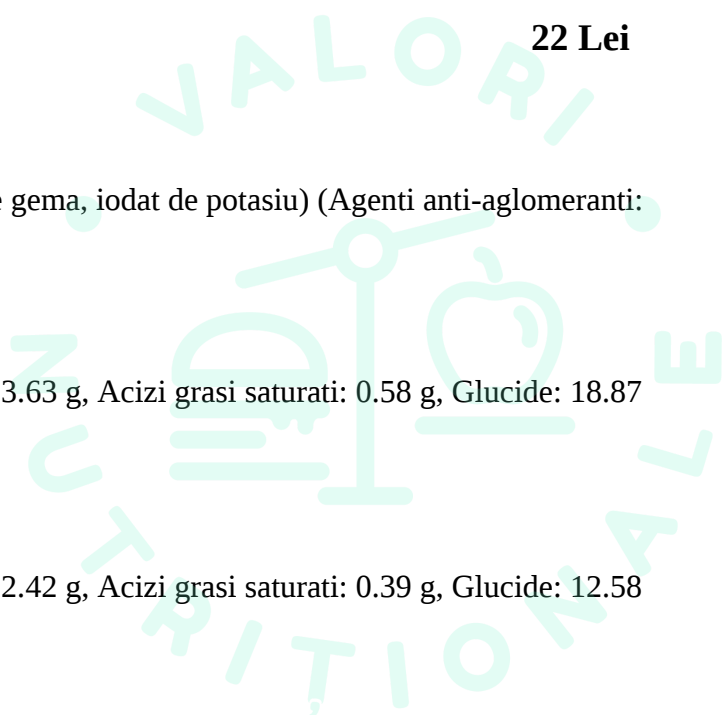 22 Lei
gema, iodat de potasiu) (Agenti anti-aglomeranti:
3.63 g, Acizi grasi saturati: 0.58 g, Glucide: 18.87
2.42 g, Acizi grasi saturati: 0.39 g, Glucide: 12.58
VALORI
NUTRITIONALE